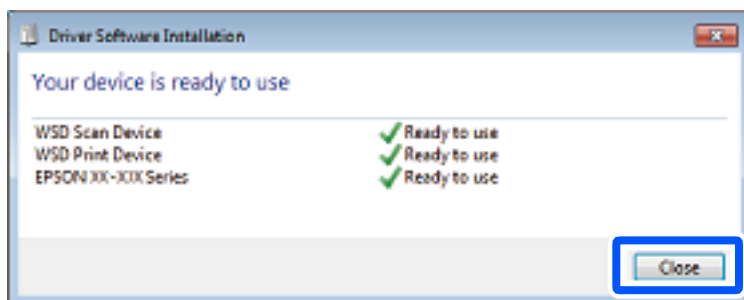 Driver Software Installation
Your device is ready to use
WSD Scan Device Ready to use
WSD Print Device Ready to use
EPSON XX-XXX Series Ready to use
Close